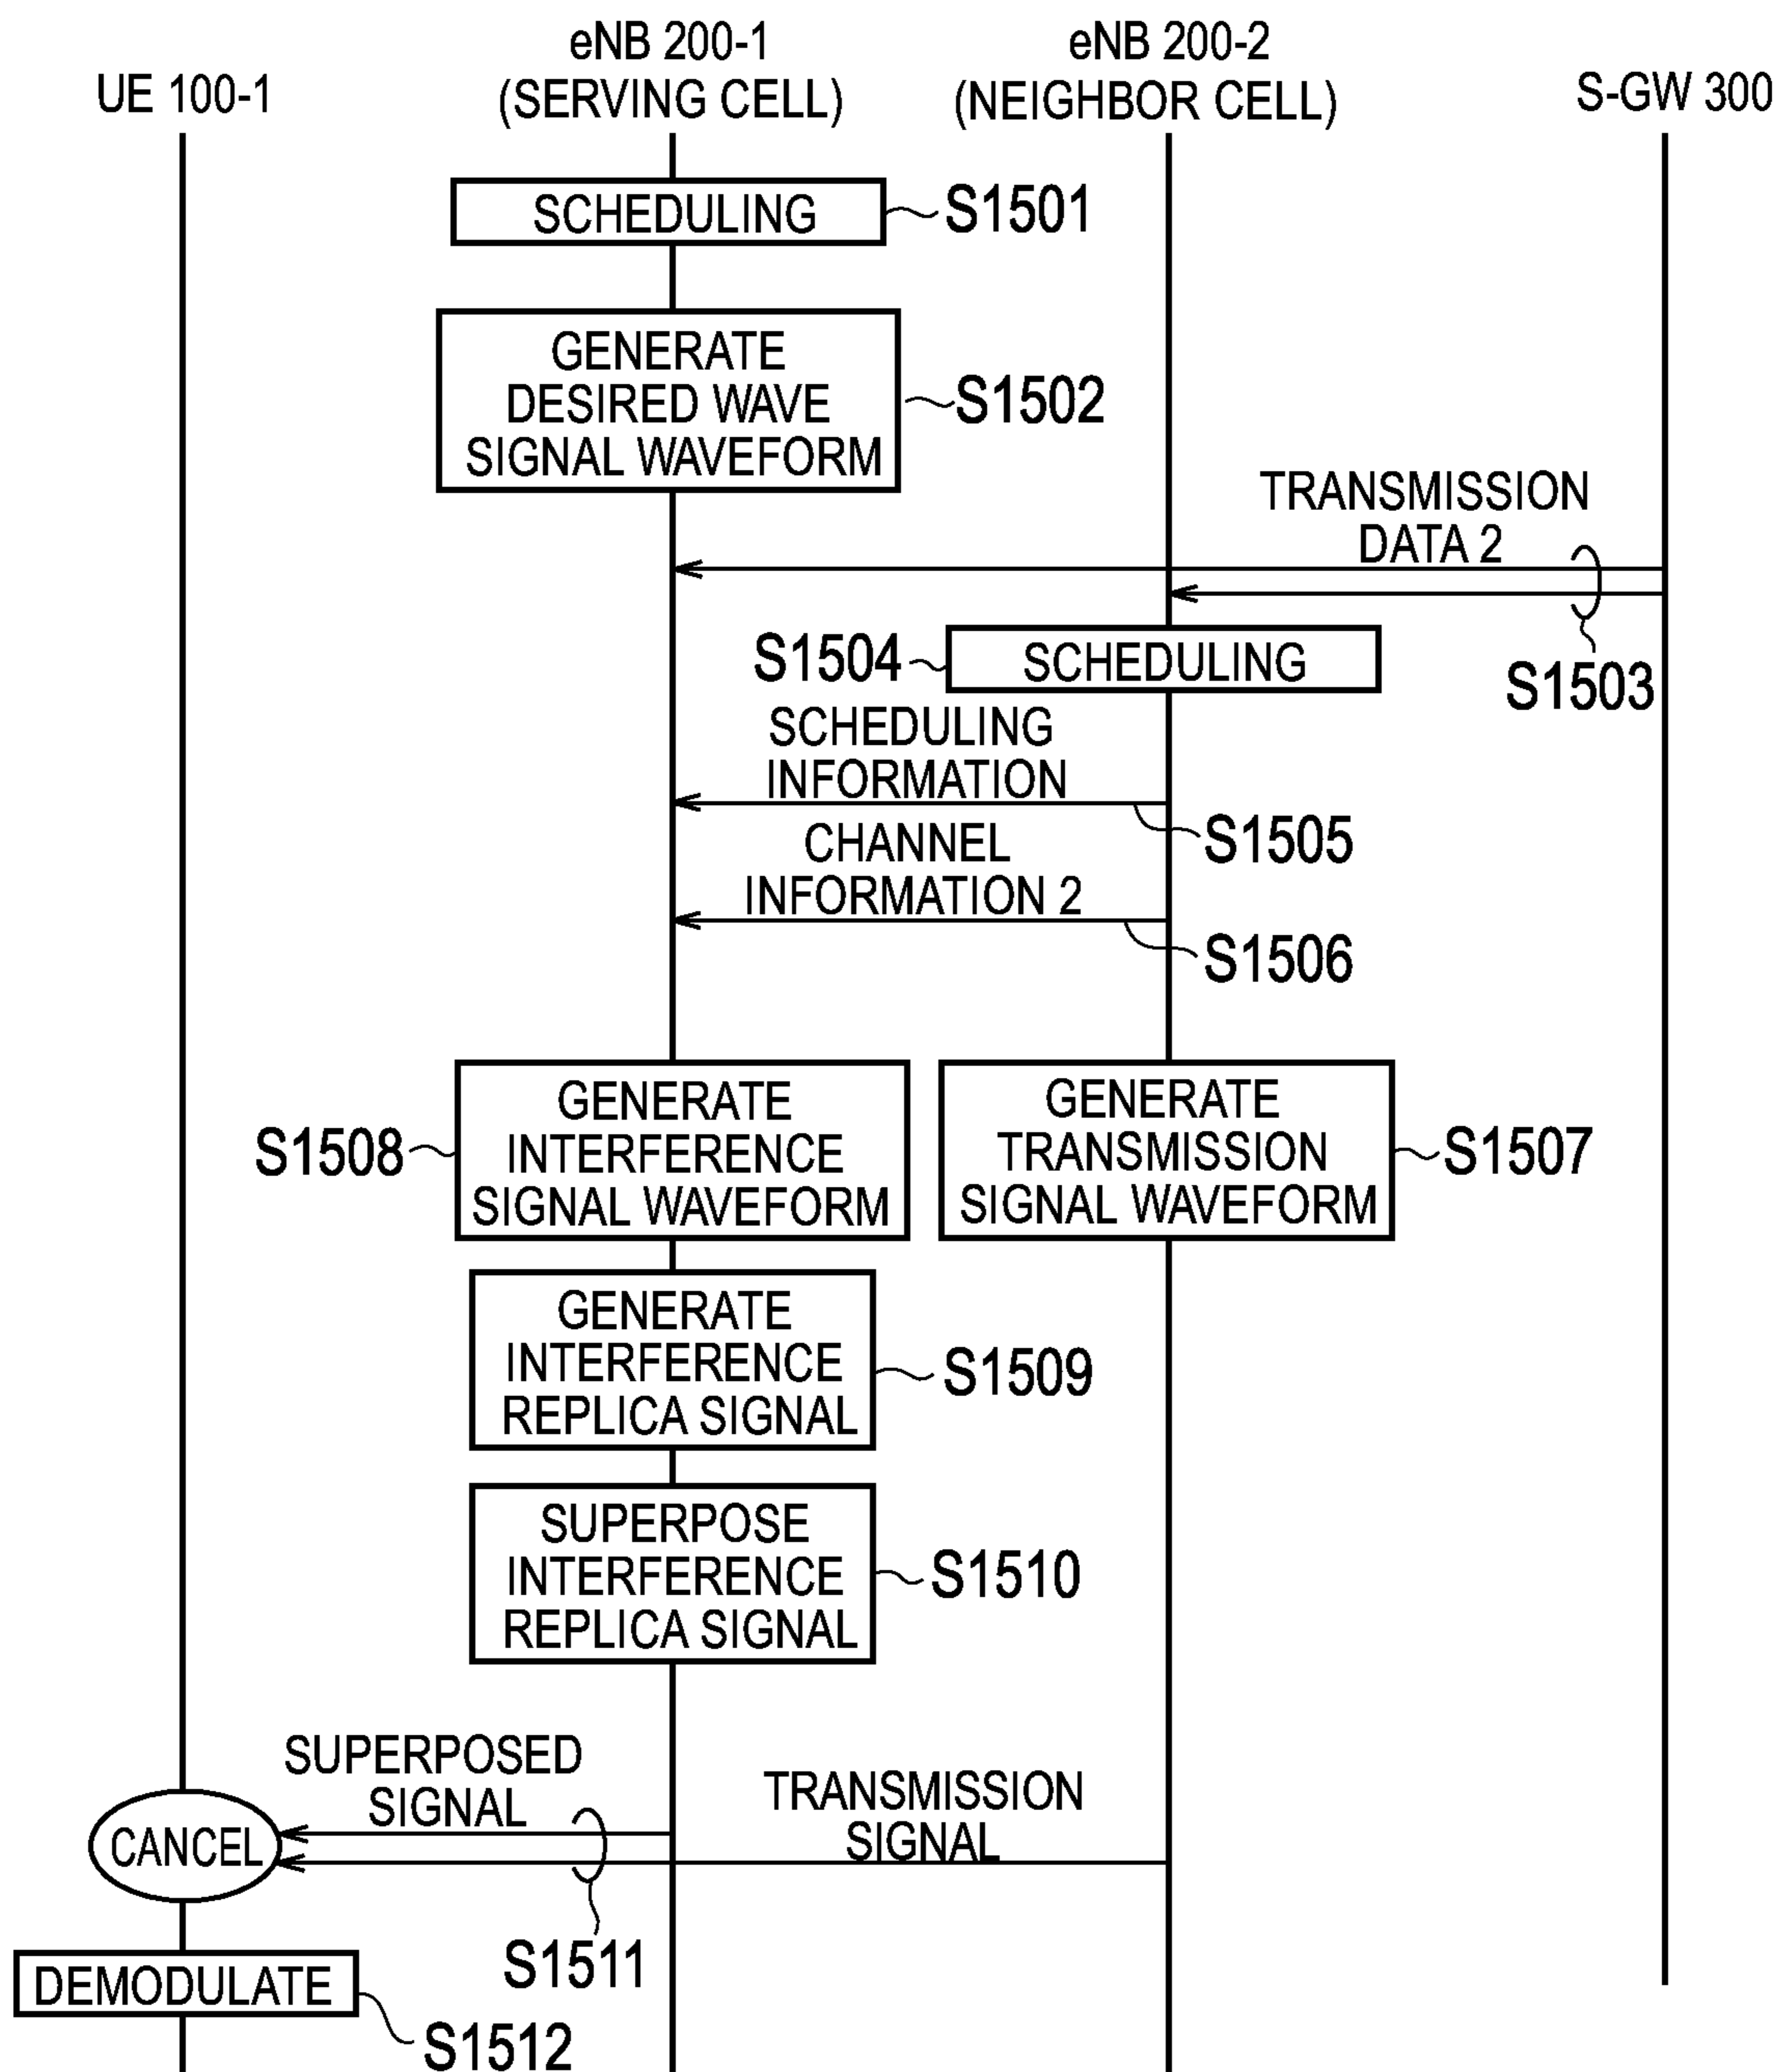 UE 100-1
eNB 200-1
(SERVING CELL)
eNB 200-2
(NEIGHBOR CELL)
S-GW 300
SCHEDULING
S1501
GENERATE
DESIRED WAVE
SIGNAL WAVEFORM
S1502
TRANSMISSION
DATA 2
S1503
S1504
SCHEDULING
SCHEDULING
INFORMATION
S1505
CHANNEL
INFORMATION 2
S1506
S1508
GENERATE
INTERFERENCE
SIGNAL WAVEFORM
GENERATE
TRANSMISSION
SIGNAL WAVEFORM
S1507
GENERATE
INTERFERENCE
REPLICA SIGNAL
S1509
SUPERPOSE
INTERFERENCE
REPLICA SIGNAL
S1510
SUPERPOSED
SIGNAL
TRANSMISSION
SIGNAL
CANCEL
S1511
DEMODULATE
S1512